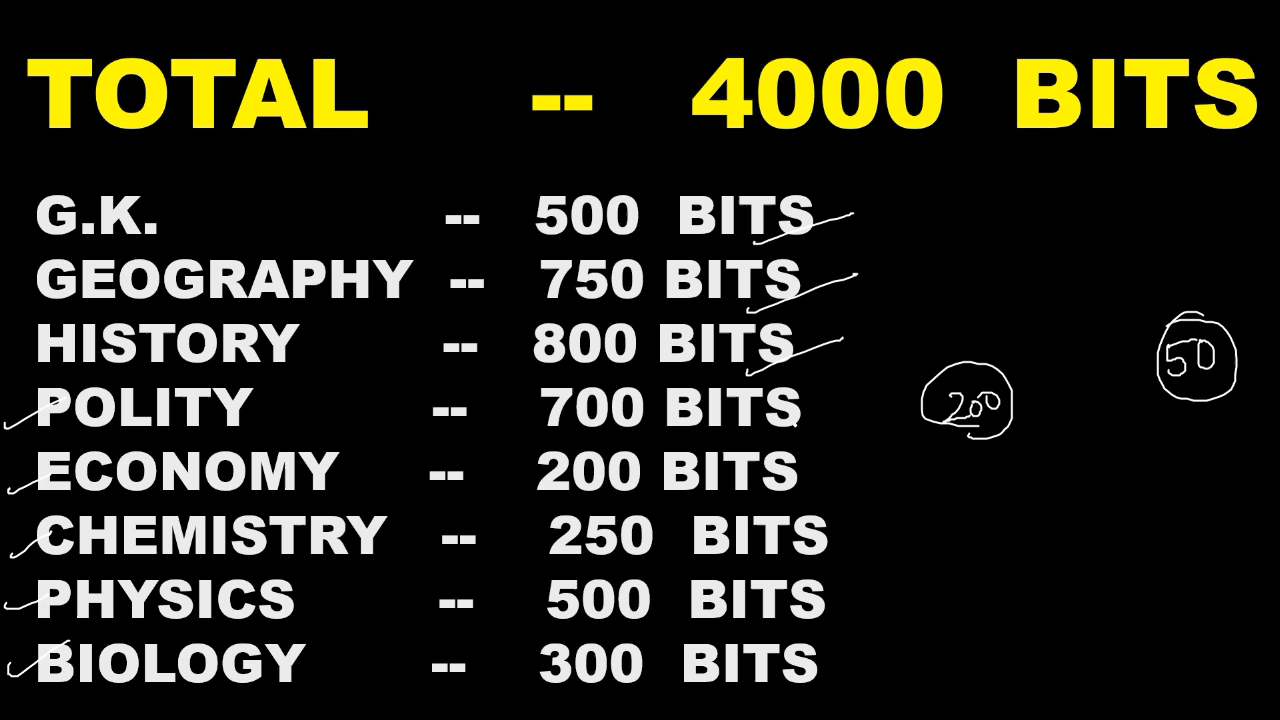 TOTAL -- 4000 BITS
G.K. -- 500 BITS
GEOGRAPHY -- 750 BITS
HISTORY -- 800 BITS
50
POLITY -- 700 BITS
200
ECONOMY -- 200 BITS
CHEMISTRY -- 250 BITS
PHYSICS -- 500 BITS
BIOLOGY -- 300 BITS